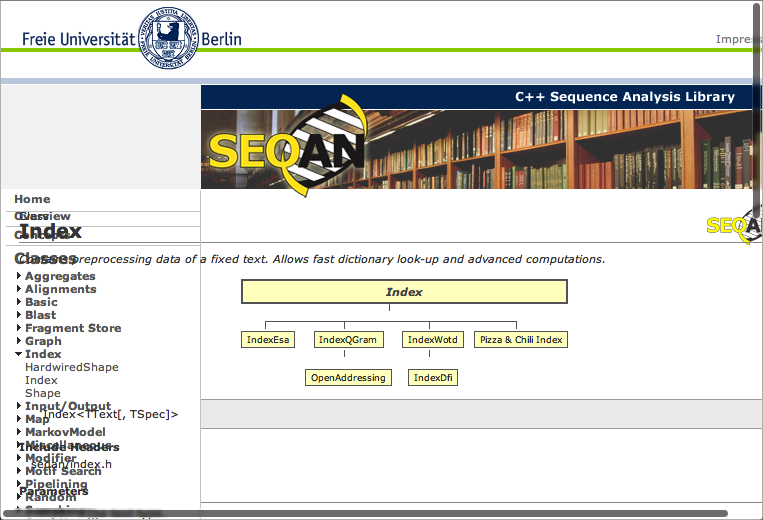 Freie Universität Berlin
C++ Sequence Analysis Library
SEQAN
Home
Overview
Class
Index
Concepts
SEQAN
Classes
preprocessing data of a fixed text. Allows fast dictionary look-up and advanced computations.
Aggregates
Alignments
Basic
Blast
Fragment Store
Graph
Index
HardwiredShape
Index
Shape
Input/Output
Map
MarkovModel
Miscellaneous
Modifier
Motif Search
Pipelining
Random
Index
IndexEsa
IndexQGram
IndexWotd
Pizza & Chili Index
OpenAddressing
IndexDfi
Index<TText[, TSpec]>
Include Headers
seqan/index.h
Parameters